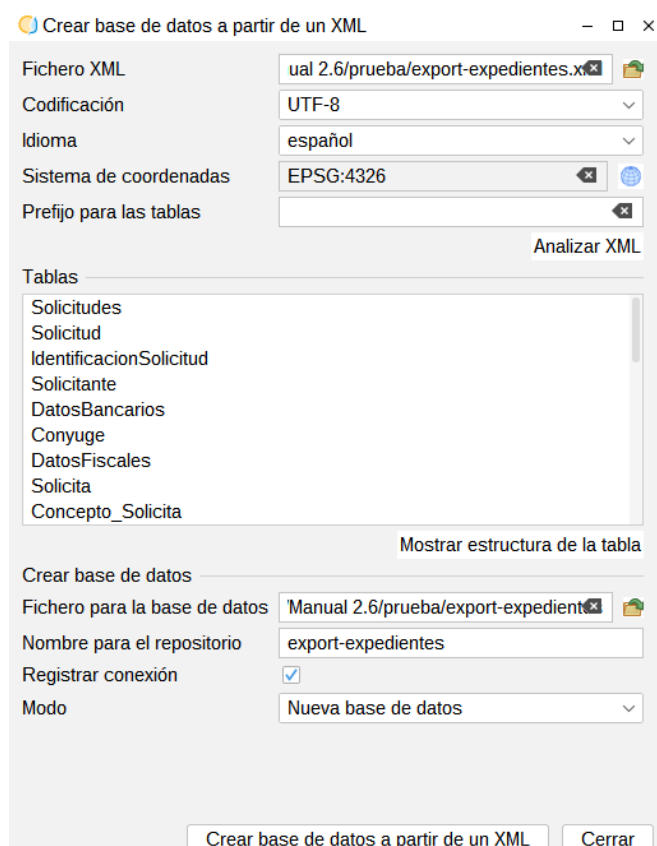 Crear base de datos a partir de un XML
Fichero XML ual 2.6/prueba/export-expedientes.x
Codificación UTF-8
Idioma español
Sistema de coordenadas EPSG:4326
Prefijo para las tablas
Analizar XML
Tablas
Solicitudes
Solicitud
IdentificacionSolicitud
Solicitante
DatosBancarios
Conyuge
DatosFiscales
Solicita
Concepto_Solicita
Mostrar estructura de la tabla
Crear base de datos
Fichero para la base de datos 'Manual 2.6/prueba/export-expedient
Nombre para el repositorio export-expedientes
Registrar conexión
Modo Nueva base de datos
Crear base de datos a partir de un XML Cerrar